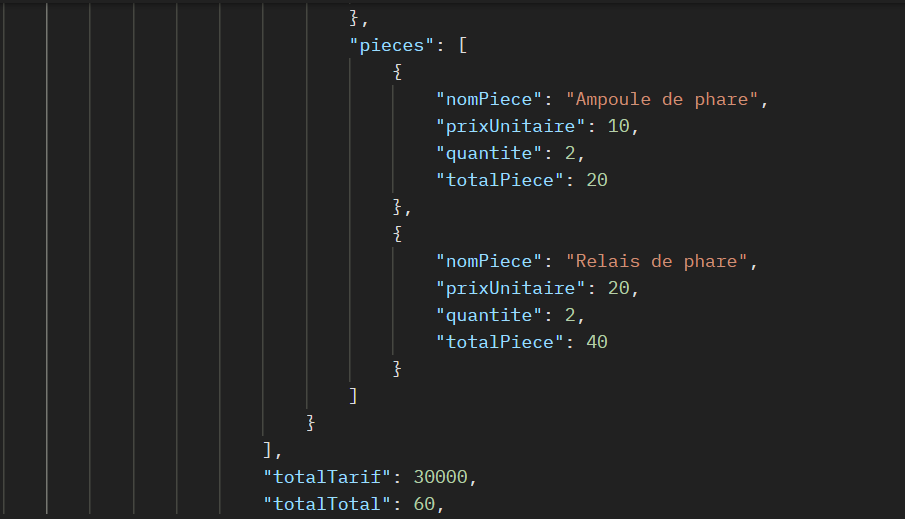 },
"pieces": [
{
"nomPiece": "Ampoule de phare",
"prixUnitaire": 10,
"quantite": 2,
"totalPiece": 20
},
{
"nomPiece": "Relais de phare",
"prixUnitaire": 20,
"quantite": 2,
"totalPiece": 40
}
]
}
],
"totalTarif": 30000,
"totalTotal": 60,